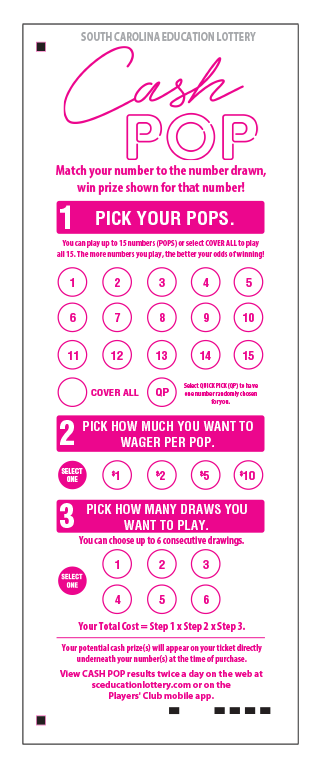 SOUTH CAROLINA EDUCATION LOTTERY
Cash
POP
Match your number to the number drawn,
win prize shown for that number!
1 PICK YOUR POPS.
You can play up to 15 numbers (POPS) or select COVER ALL to play
all 15. The more numbers you play, the better your odds of winning!
1 2 3 4 5
6 7 8 9 10
11 12 13 14 15
COVER ALL QP Select QUICK PICK (QP) to have
one number randomly chosen
for you.
2 PICK HOW MUCH YOU WANT TO
WAGER PER POP.
SELECT
ONE
$1 $2 $5 $10
3 PICK HOW MANY DRAWS YOU
WANT TO PLAY.
You can choose up to 6 consecutive drawings.
SELECT
ONE
1 2 3
4 5 6
Your Total Cost = Step 1 x Step 2 x Step 3.
Your potential cash prize(s) will appear on your ticket directly
underneath your number(s) at the time of purchase.
View CASH POP results twice a day on the web at
sceducationlottery.com or on the
Players' Club mobile app.